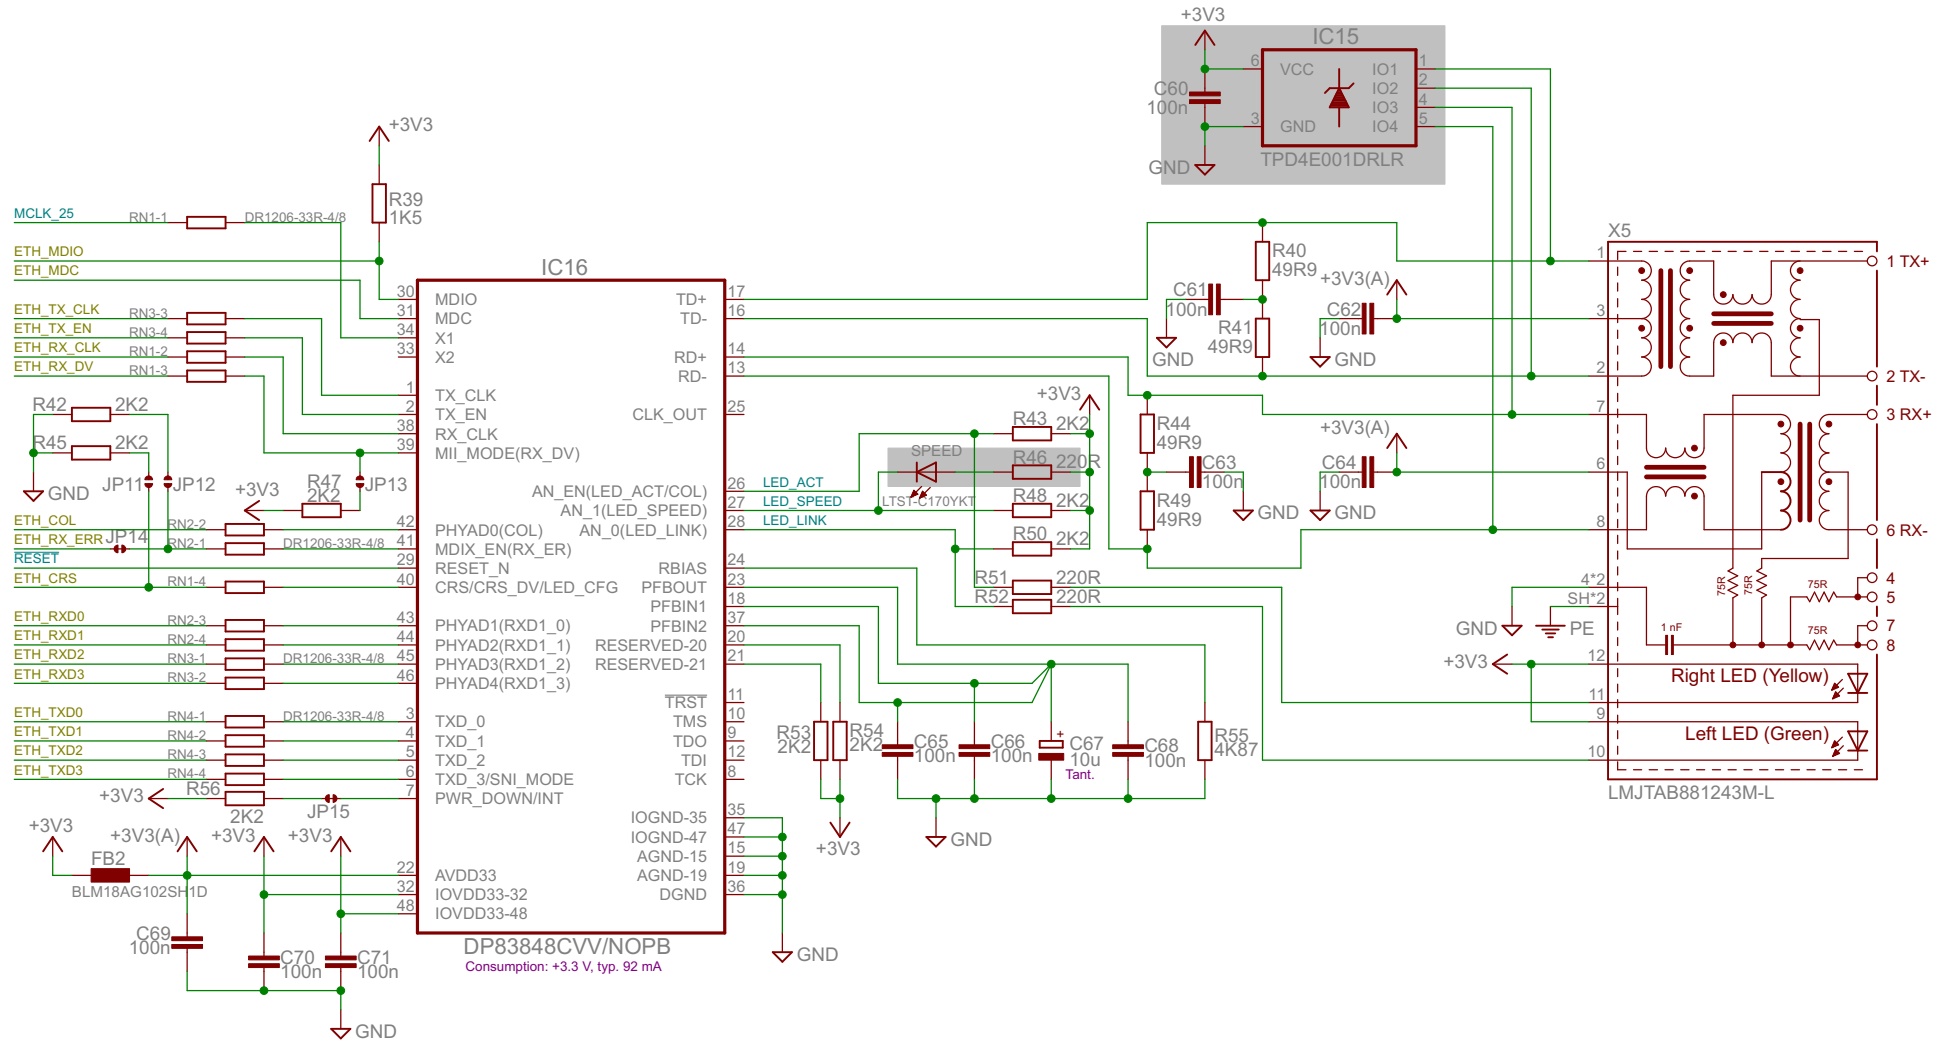 +3V3
IC15
C60
100n
6
VCC
3
GND
IO1
1
IO2
2
IO3
4
IO4
5
TPD4E001DRLR
GND
+3V3
R39
1K5
MCLK_25
RN1-1
DR1206-33R-4/8
ETH_MDIO
ETH_MDC
ETH_TX_CLK
RN3-3
ETH_TX_EN
RN3-4
ETH_RX_CLK
RN1-2
ETH_RX_DV
RN1-3
R42
2K2
R45
2K2
GND
JP11
JP12
+3V3
R47
2K2
JP13
ETH_COL
RN2-2
ETH_RX_ERR
JP14
RN2-1
DR1206-33R-4/8
RESET
ETH_CRS
RN1-4
ETH_RXD0
RN2-3
ETH_RXD1
RN2-4
ETH_RXD2
RN3-1
DR1206-33R-4/8
ETH_RXD3
RN3-2
ETH_TXD0
RN4-1
DR1206-33R-4/8
ETH_TXD1
RN4-2
ETH_TXD2
RN4-3
ETH_TXD3
RN4-4
+3V3
R56
2K2
JP15
+3V3
FB2
BLM18AG102SH1D
+3V3(A)
+3V3
+3V3
C69
100n
C70
100n
C71
100n
GND
IC16
30 MDIO
31 MDC
34 X1
33 X2
1 TX_CLK
2 TX_EN
38 RX_CLK
39 MII_MODE(RX_DV)
42 PHYAD0(COL)
41 MDIX_EN(RX_ER)
29 RESET_N
40 CRS/CRS_DV/LED_CFG
43 PHYAD1(RXD1_0)
44 PHYAD2(RXD1_1)
45 PHYAD3(RXD1_2)
46 PHYAD4(RXD1_3)
3 TXD_0
4 TXD_1
5 TXD_2
6 TXD_3/SNI_MODE
7 PWR_DOWN/INT
22 AVDD33
32 IOVDD33-32
48 IOVDD33-48
TD+ 17
TD- 16
RD+ 14
RD- 13
CLK_OUT 25
AN_EN(LED_ACT/COL) 26
AN_1(LED_SPEED) 27
AN_0(LED_LINK) 28
RBIAS 24
PFBOUT 23
PFBIN1 18
PFBIN2 37
RESERVED-20 20
RESERVED-21 21
TRST 11
TMS 10
TDO 9
TDI 12
TCK 8
IOGND-35 35
IOGND-47 47
AGND-15 15
AGND-19 19
DGND 36
DP83848CVV/NOPB
Consumption: +3.3 V, typ. 92 mA
LED_ACT
LED_SPEED
LED_LINK
SPEED
LTST-C170YKT
+3V3
R43
2K2
R46
220R
R48
2K2
R50
2K2
R51
220R
R52
220R
R40
49R9
C61
100n
R41
49R9
GND
+3V3(A)
C62
100n
GND
R44
49R9
C63
100n
R49
49R9
GND
+3V3(A)
C64
100n
GND
R53
2K2
R54
2K2
+3V3
C65
100n
C66
100n
+
C67
10u
Tant.
C68
100n
R55
4K87
GND
GND
GND
PE
+3V3
X5
1
3
2
7
6
8
4*2
SH*2
12
11
9
10
75R
75R
75R
75R
1 nF
Right LED (Yellow)
Left LED (Green)
1 TX+
2 TX-
3 RX+
6 RX-
4
5
7
8
LMJTAB881243M-L